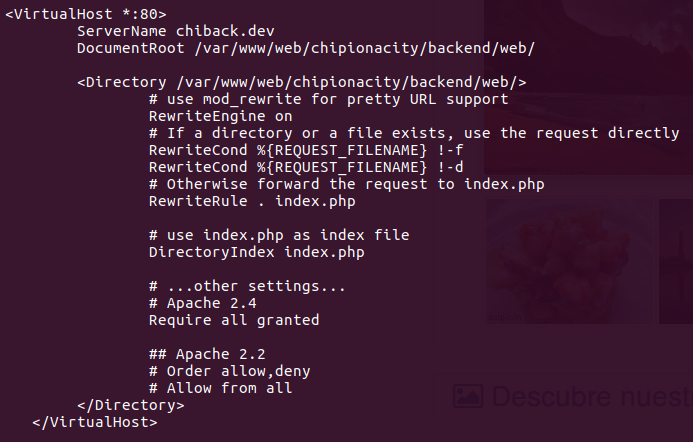 <VirtualHost *:80>
        ServerName chiback.dev
        DocumentRoot /var/www/web/chipionacity/backend/web/

        <Directory /var/www/web/chipionacity/backend/web/>
                # use mod_rewrite for pretty URL support
                RewriteEngine on
                # If a directory or a file exists, use the request directly
                RewriteCond %{REQUEST_FILENAME} !-f
                RewriteCond %{REQUEST_FILENAME} !-d
                # Otherwise forward the request to index.php
                RewriteRule . index.php

                # use index.php as index file
                DirectoryIndex index.php

                # ...other settings...
                # Apache 2.4
                Require all granted

                ## Apache 2.2
                # Order allow,deny
                # Allow from all
        </Directory>
   </VirtualHost>
Descubre nuest